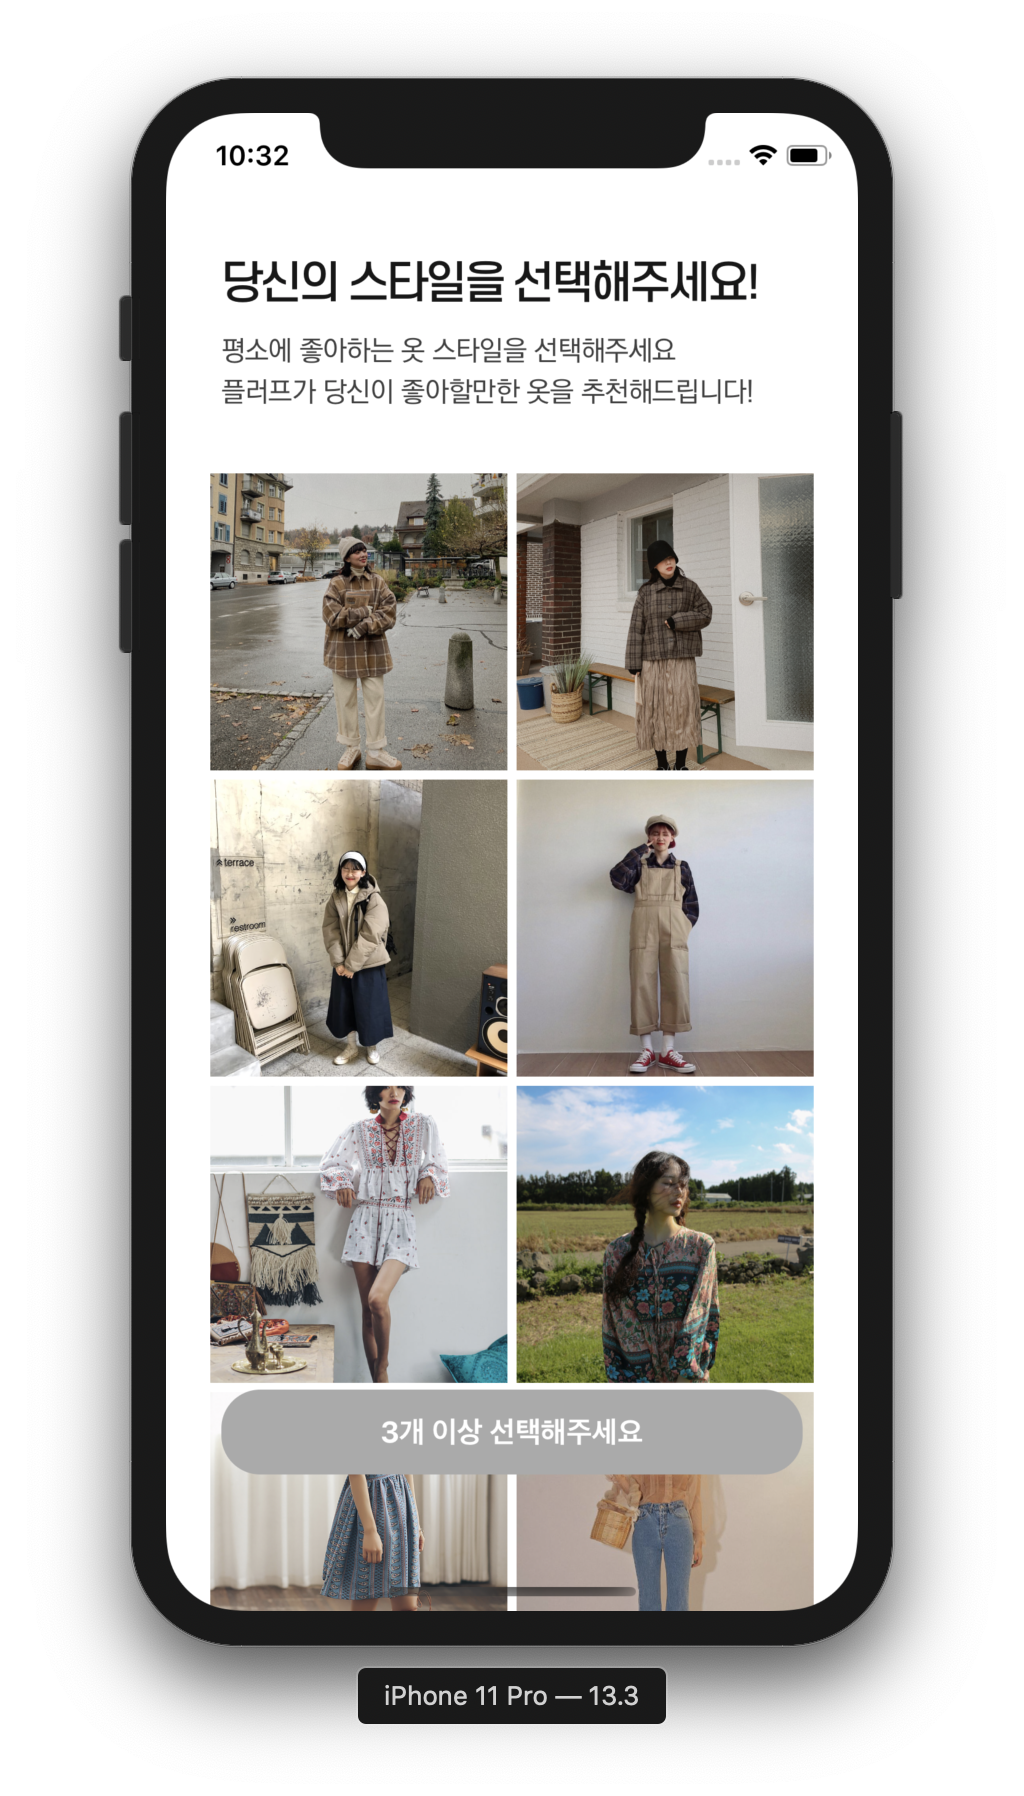 10:32
당신의 스타일을 선택해주세요!
평소에 좋아하는 옷 스타일을 선택해주세요
플러프가 당신이 좋아할만한 옷을 추천해드립니다!
terrace
restroom
3개 이상 선택해주세요
iPhone 11 Pro — 13.3